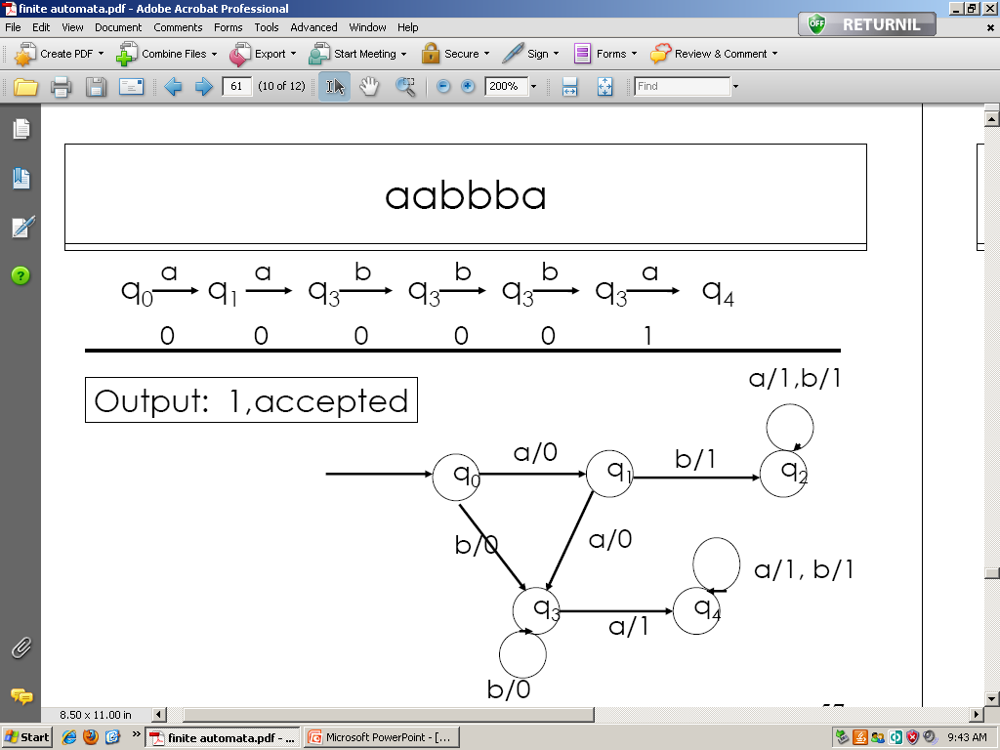 finite automata.pdf - Adobe Acrobat Professional
File Edit View Document Comments Forms Tools Advanced Window Help
OFF RETURNIL
Create PDF Combine Files Export Start Meeting Secure Sign Forms Review & Comment
61 (10 of 12) 200% Find
aabbba
a a b b b a
q0 q1 q3 q3 q3 q3 q4
0 0 0 0 0 1
Output: 1,accepted
a/1,b/1
a/0 b/1
q0 q1 q2
b/0 a/0
a/1, b/1
q3 q4
a/1
b/0
8.50 x 11.00 in
Start » finite automata.pdf - ... Microsoft PowerPoint - [... 9:43 AM